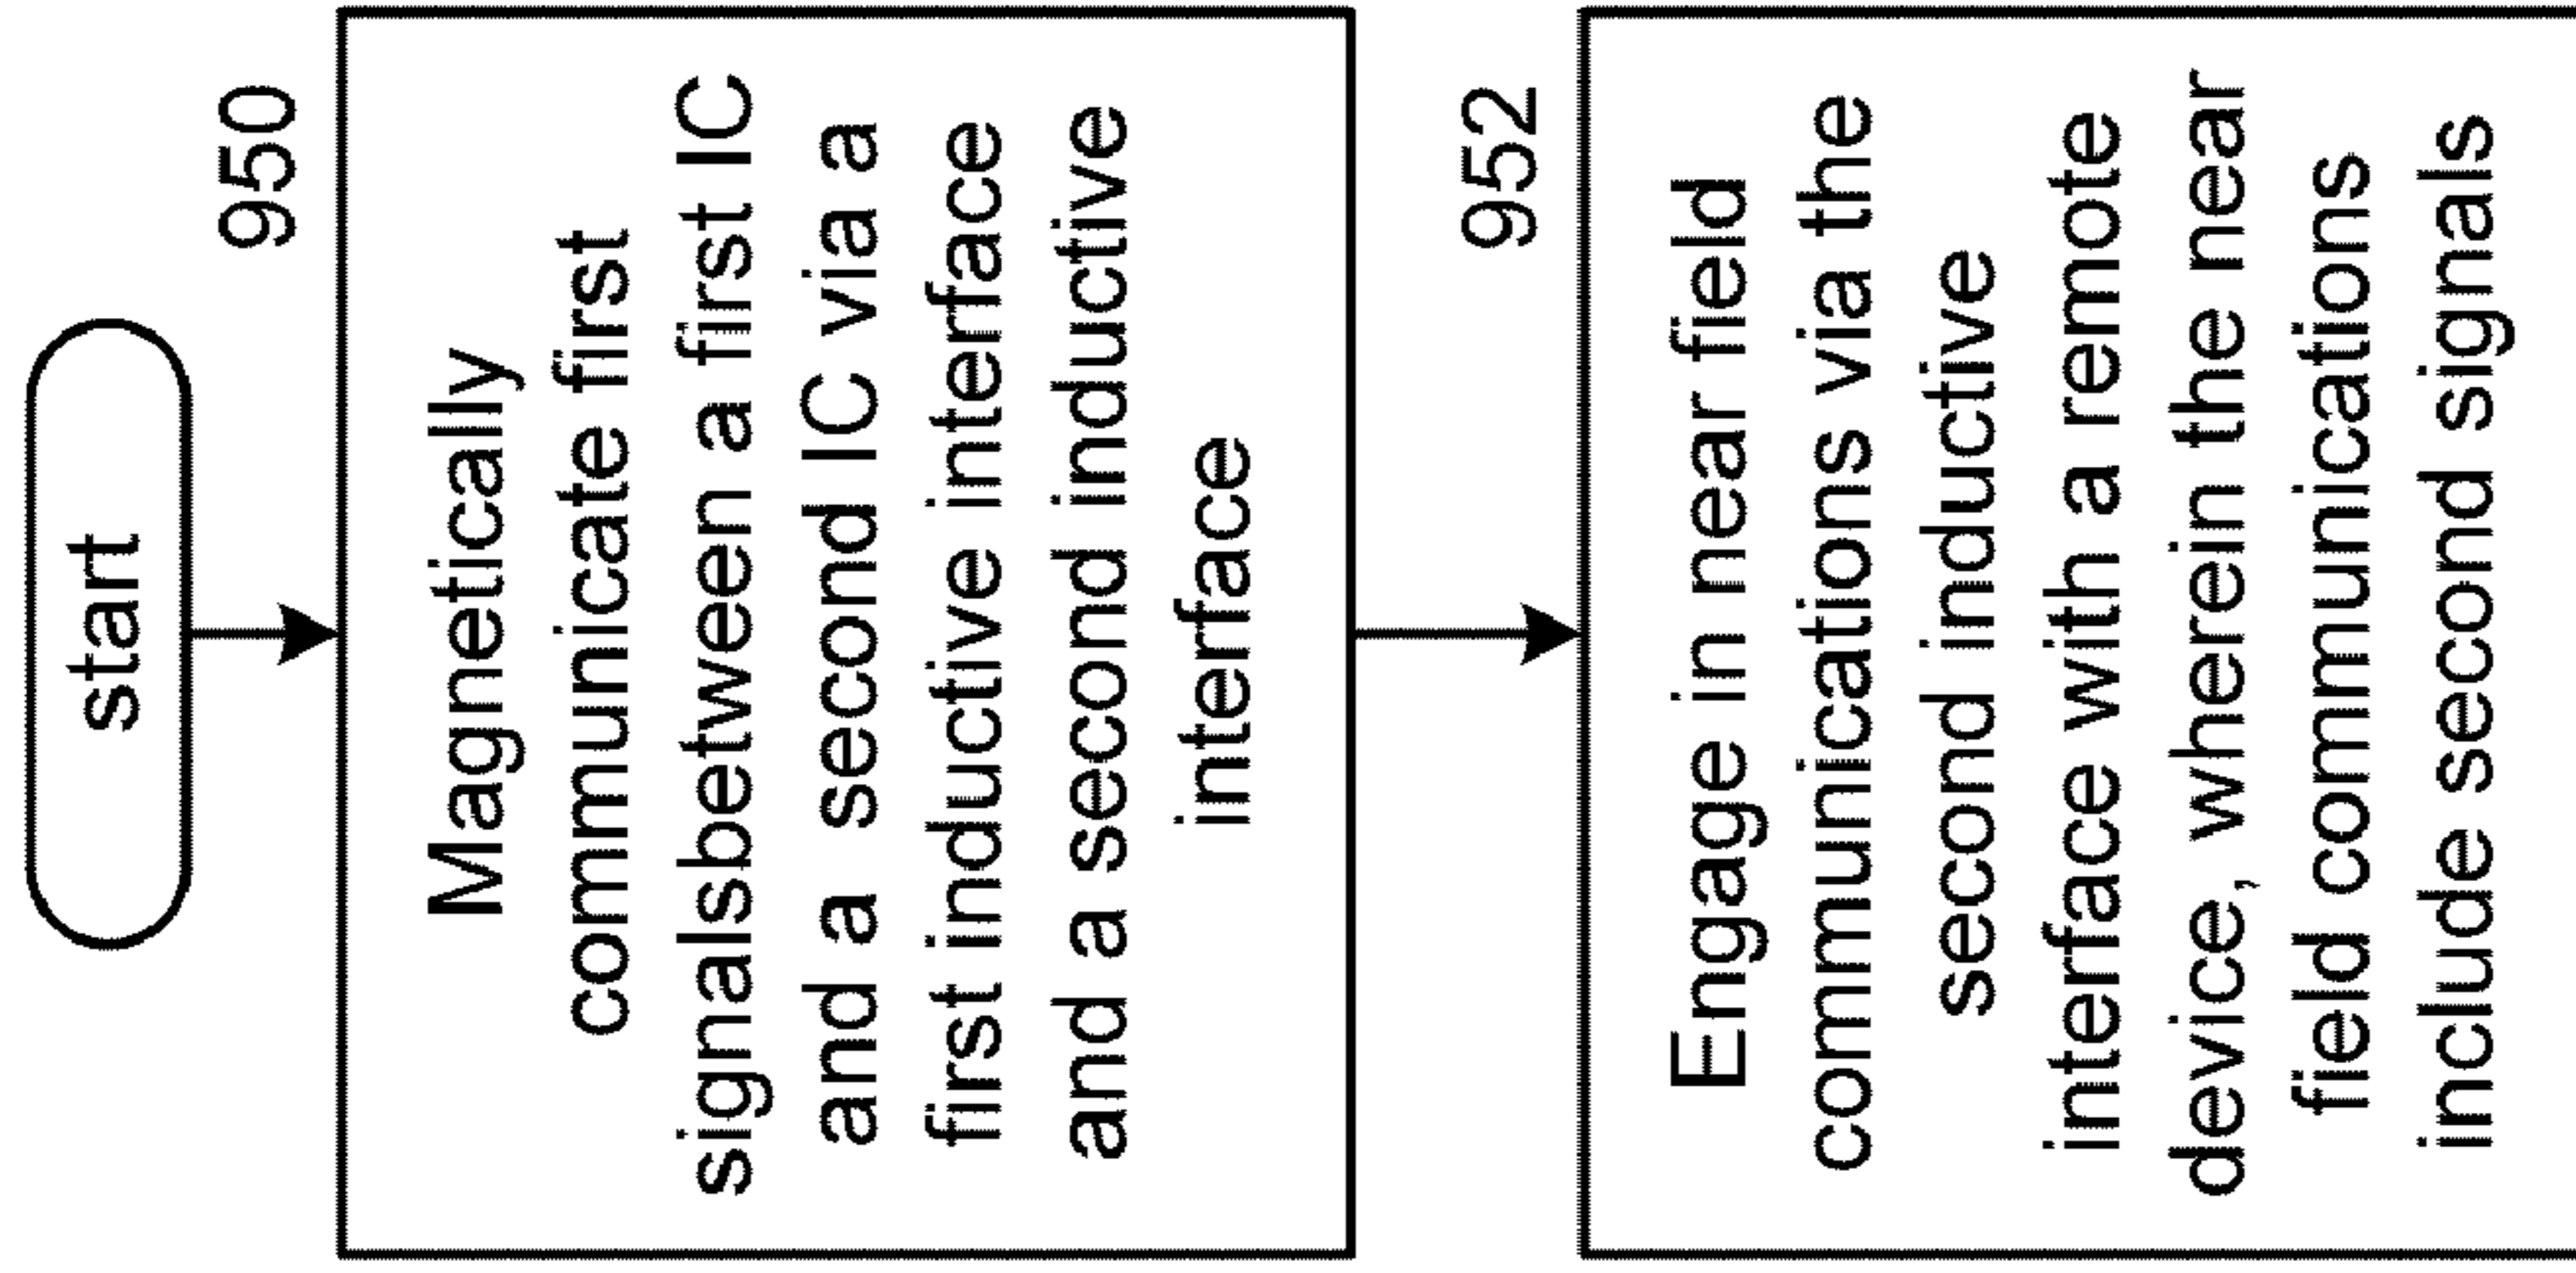 start
950
Magnetically
communicate first
signalsbetween a first IC
and a second IC via a
first inductive interface
and a second inductive
interface
952
Engage in near field
communications via the
second inductive
interface with a remote
device, wherein the near
field communications
include second signals